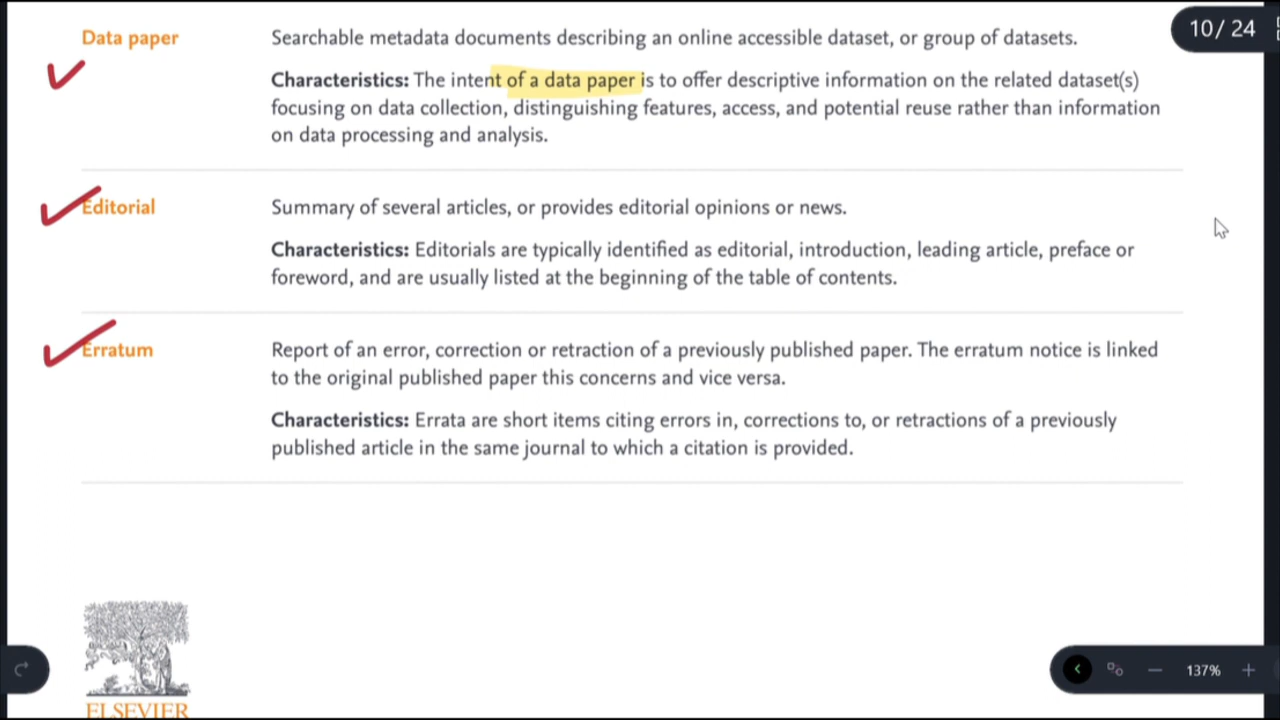 10/ 24
Data paper
Searchable metadata documents describing an online accessible dataset, or group of datasets.
Characteristics: The intent of a data paper is to offer descriptive information on the related dataset(s)
focusing on data collection, distinguishing features, access, and potential reuse rather than information
on data processing and analysis.
Editorial
Summary of several articles, or provides editorial opinions or news.
Characteristics: Editorials are typically identified as editorial, introduction, leading article, preface or
foreword, and are usually listed at the beginning of the table of contents.
Erratum
Report of an error, correction or retraction of a previously published paper. The erratum notice is linked
to the original published paper this concerns and vice versa.
Characteristics: Errata are short items citing errors in, corrections to, or retractions of a previously
published article in the same journal to which a citation is provided.
137%
ELSEVIER